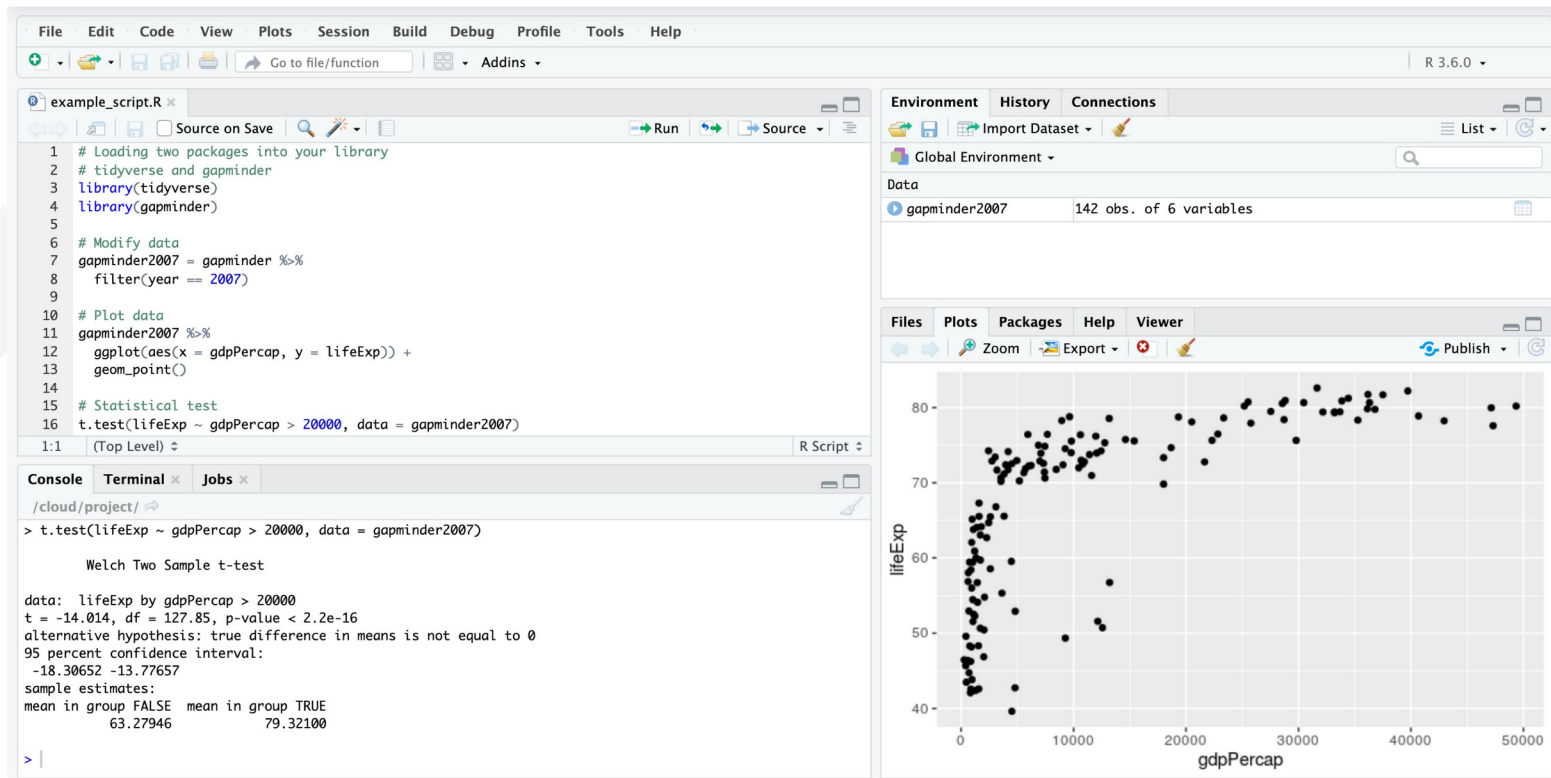 File Edit Code View Plots Session Build Debug Profile Tools Help
Go to file/function Addins R 3.6.0
example_script.R
Source on Save Run Source
1 # Loading two packages into your library
2 # tidyverse and gapminder
3 library(tidyverse)
4 library(gapminder)
5
6 # Modify data
7 gapminder2007 = gapminder %>%
8   filter(year == 2007)
9
10 # Plot data
11 gapminder2007 %>%
12   ggplot(aes(x = gdpPercap, y = lifeExp)) +
13   geom_point()
14
15 # Statistical test
16 t.test(lifeExp ~ gdpPercap > 20000, data = gapminder2007)
1:1 (Top Level) R Script
Console Terminal Jobs
/cloud/project/
> t.test(lifeExp ~ gdpPercap > 20000, data = gapminder2007)
Welch Two Sample t-test
data:  lifeExp by gdpPercap > 20000
t = -14.014, df = 127.85, p-value < 2.2e-16
alternative hypothesis: true difference in means is not equal to 0
95 percent confidence interval:
 -18.30652 -13.77657
sample estimates:
mean in group FALSE  mean in group TRUE
63.27946 79.32100
>
Environment History Connections
Import Dataset List
Global Environment
Data
gapminder2007 142 obs. of 6 variables
Files Plots Packages Help Viewer
Zoom Export Publish
80
70
60
50
40
lifeExp
0 10000 20000 30000 40000 50000
gdpPercap